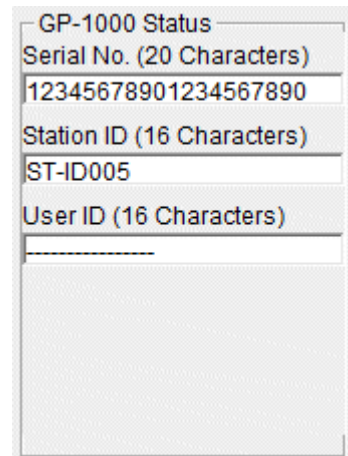 GP-1000 Status
Serial No. (20 Characters)
12345678901234567890
Station ID (16 Characters)
ST-ID005
User ID (16 Characters)
----------------